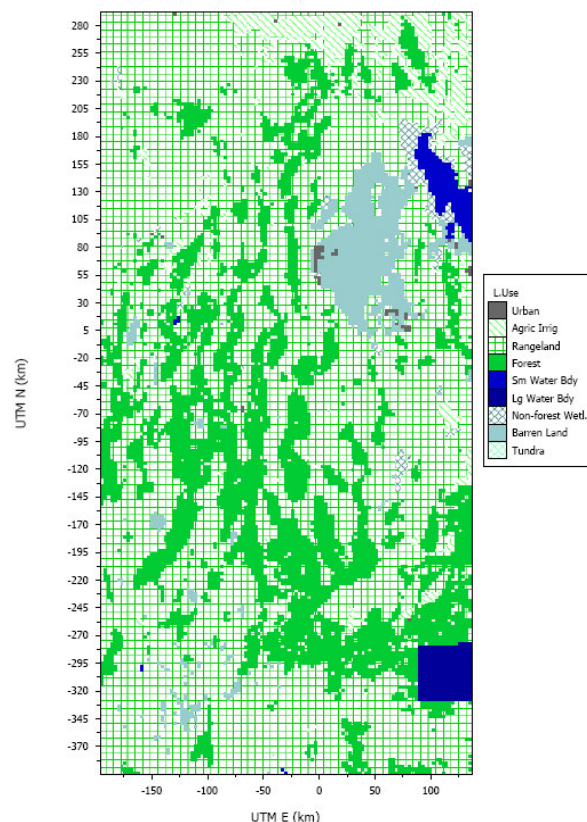 280
255
230
205
180
155
130
105
80
55
30
5
-20
-45
-70
-95
-120
-145
-170
-195
-220
-245
-270
-295
-320
-345
-370
UTM N (km)
-150
-100
-50
0
50
100
UTM E (km)
L.Use
Urban
Agric Irrig
Rangeland
Forest
Sm Water Bdy
Lg Water Bdy
Non-forest Wetl.
Barren Land
Tundra